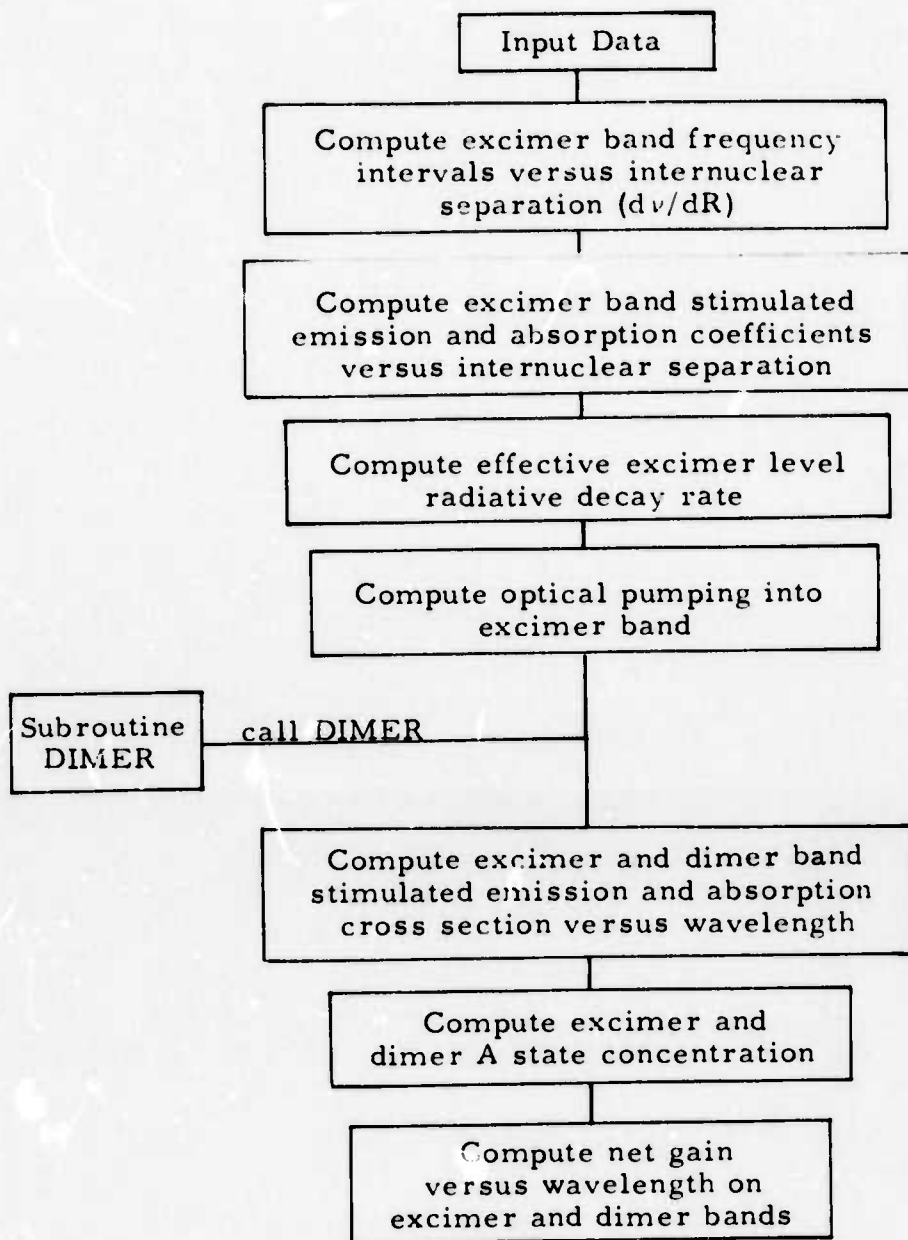 Input Data
Compute excimer band frequency
intervals versus internuclear
separation (dν/dR)
Compute excimer band stimulated
emission and absorption coefficients
versus internuclear separation
Compute effective excimer level
radiative decay rate
Compute optical pumping into
excimer band
Subroutine
DIMER
call DIMER
Compute excimer and dimer band
stimulated emission and absorption
cross section versus wavelength
Compute excimer and
dimer A state concentration
Compute net gain
versus wavelength on
excimer and dimer bands